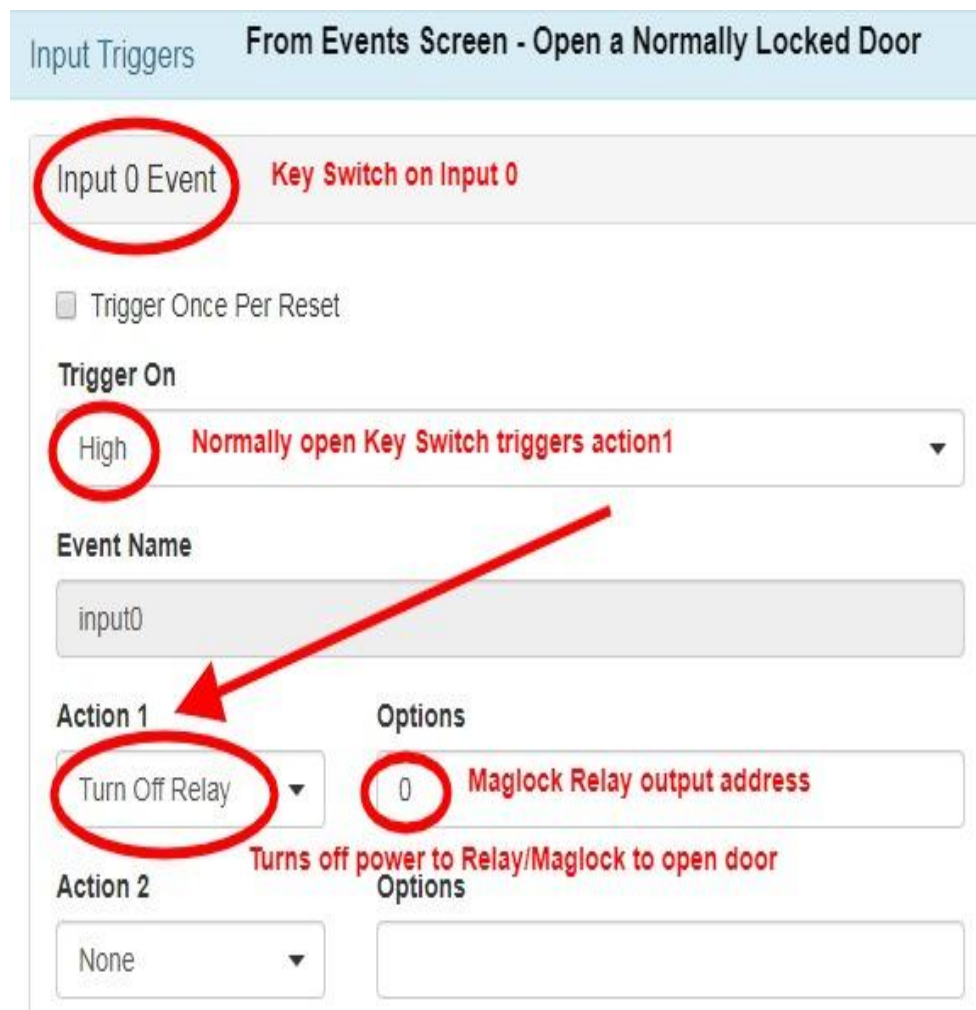 Input Triggers From Events Screen - Open a Normally Locked Door
Input 0 Event Key Switch on Input 0
Trigger Once Per Reset
Trigger On
High Normally open Key Switch triggers action1
Event Name
input0
Action 1 Options
Turn Off Relay 0 Maglock Relay output address
Turns off power to Relay/Maglock to open door
Action 2 Options
None